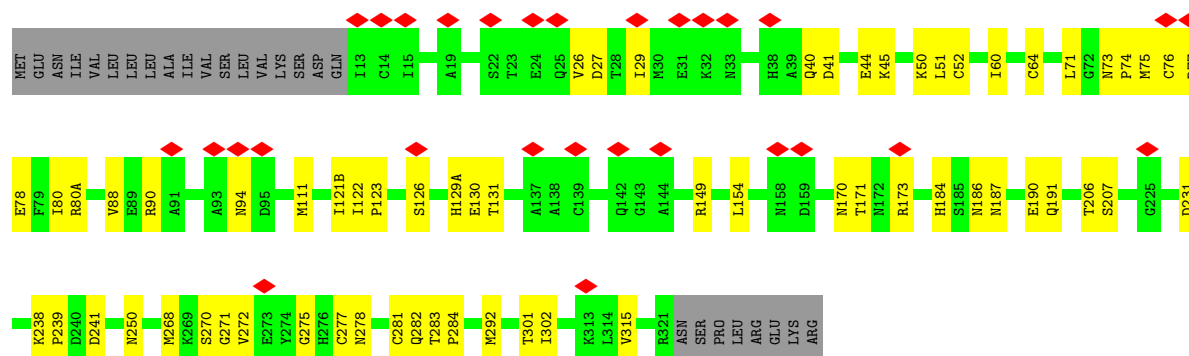 MET GLU ASN ILE VAL LEU LEU LEU ALA ILE VAL SER LEU VAL LYS SER ASP GLN I13 C14 I15 A19 S22 T23 E24 Q25 V26 D27 T28 I29 M30 E31 K32 N33 H38 A39 Q40 D41 E44 K45 K50 L51 C52 I60 C64 L71 G72 N73 P74 M75 C76
E78 F79 I80 R80A V88 E89 R90 A91 A93 N94 D95 M111 I121B I122 P123 S126 H129A E130 T131 A137 A138 C139 Q142 G143 A144 R149 L154 N158 D159 N170 T171 N172 R173 H184 S185 N186 N187 E190 Q191 T206 S207 G225 D231
K238 P239 D240 D241 N250 M268 K269 S270 G271 V272 E273 Y274 G275 H276 C277 N278 C281 Q282 T283 P284 M292 T301 I302 K313 L314 V315 R321 ASN SER PRO LEU ARG GLU LYS ARG